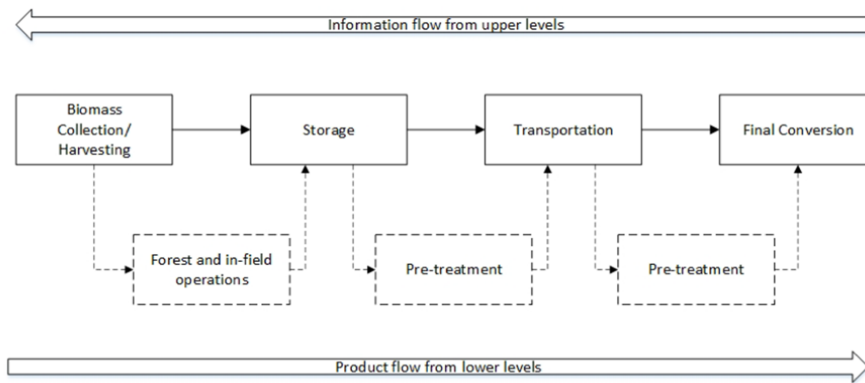 Information flow from upper levels
Biomass
Collection/
Harvesting
Storage
Transportation
Final Conversion
Forest and in-field
operations
Pre-treatment
Pre-treatment
Product flow from lower levels